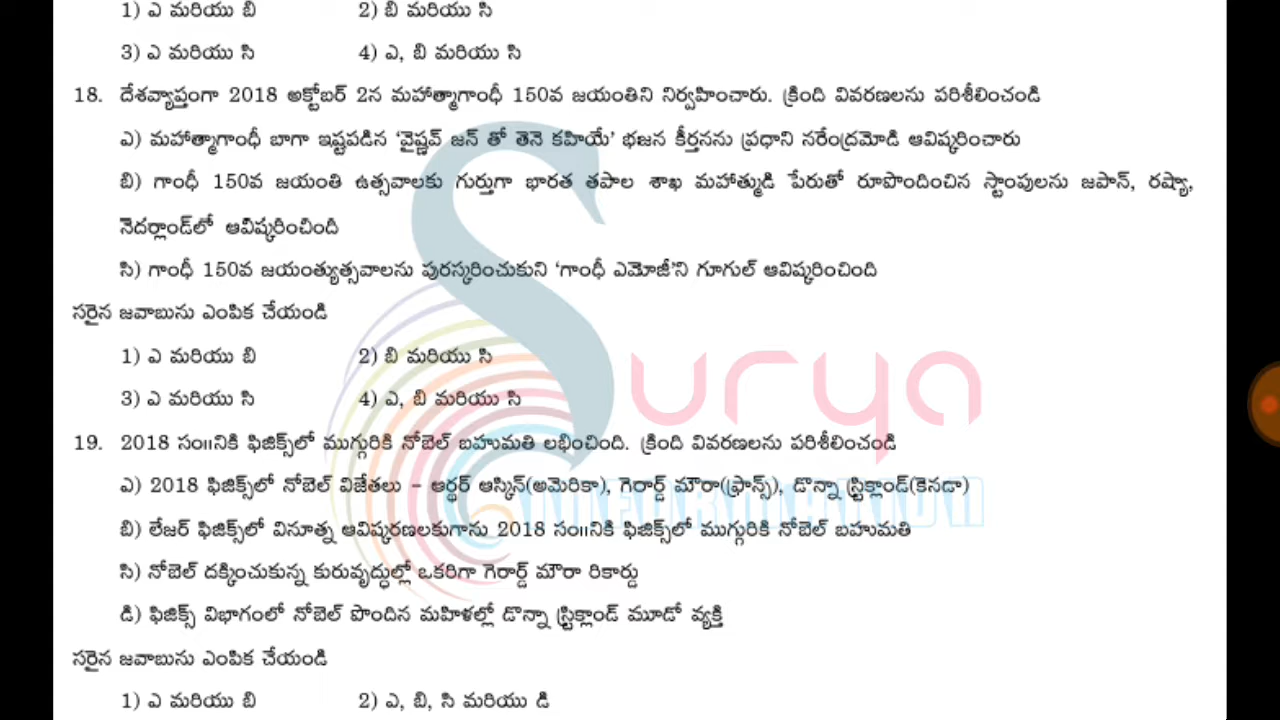 1) ఎ మరియు బి 2) బి మరియు సి
3) ఎ మరియు సి 4) ఎ, బి మరియు సి
18. దేశవ్యాప్తంగా 2018 అక్టోబర్ 2న మహాత్మాగాంధీ 150వ జయంతిని నిర్వహించారు. క్రింది వివరణలను పరిశీలించండి
ఎ) మహాత్మాగాంధీ బాగా ఇష్టపడిన ‘వైష్ణవ్ జన్ తో తెనె కహియే’ భజన కీర్తనను ప్రధాని నరేంద్రమోడి ఆవిష్కరించారు
బి) గాంధీ 150వ జయంతి ఉత్సవాలకు గుర్తుగా భారత తపాల శాఖ మహాత్ముడి పేరుతో రూపొందించిన స్టాంపులను జపాన్, రష్యా,
నెదర్లాండ్‌లో ఆవిష్కరించింది
సి) గాంధీ 150వ జయంత్యుత్సవాలను పురస్కరించుకుని ‘గాంధీ ఎమోజీ’ని గూగుల్ ఆవిష్కరించింది
సరైన జవాబును ఎంపిక చేయండి
1) ఎ మరియు బి 2) బి మరియు సి
3) ఎ మరియు సి 4) ఎ, బి మరియు సి
Surya
INFORMATION
19. 2018 సం॥నికి ఫిజిక్స్‌లో ముగ్గురికి నోబెల్ బహుమతి లభించింది. క్రింది వివరణలను పరిశీలించండి
ఎ) 2018 ఫిజిక్స్‌లో నోబెల్ విజేతలు - ఆర్థర్ ఆస్కిన్(అమెరికా), గెరార్డ్ మౌరా(ఫ్రాన్స్), డొన్నా స్ట్రిక్లాండ్(కెనడా)
బి) లేజర్ ఫిజిక్స్‌లో వినూత్న ఆవిష్కరణలకుగాను 2018 సం॥నికి ఫిజిక్స్‌లో ముగ్గురికి నోబెల్ బహుమతి
సి) నోబెల్ దక్కించుకున్న కురువృద్ధుల్లో ఒకరిగా గెరార్డ్ మౌరా రికార్డు
డి) ఫిజిక్స్ విభాగంలో నోబెల్ పొందిన మహిళల్లో డొన్నా స్ట్రిక్లాండ్ మూడో వ్యక్తి
సరైన జవాబును ఎంపిక చేయండి
1) ఎ మరియు బి 2) ఎ, బి, సి మరియు డి